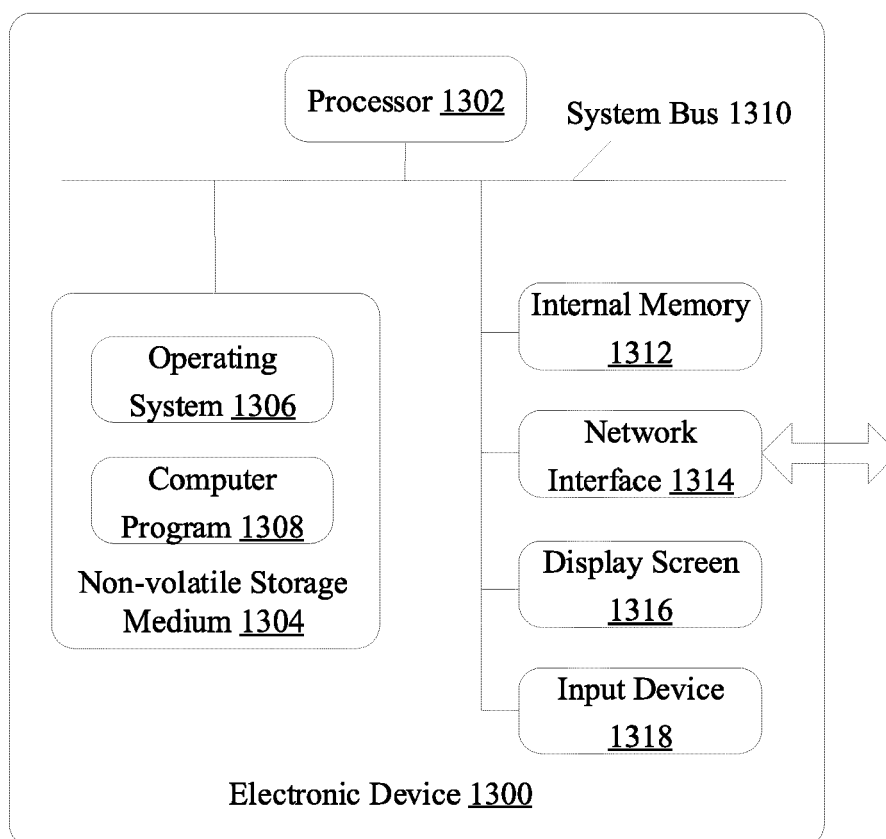 Processor 1302
System Bus 1310
Operating
System 1306
Computer
Program 1308
Non-volatile Storage
Medium 1304
Internal Memory
1312
Network
Interface 1314
Display Screen
1316
Input Device
1318
Electronic Device 1300